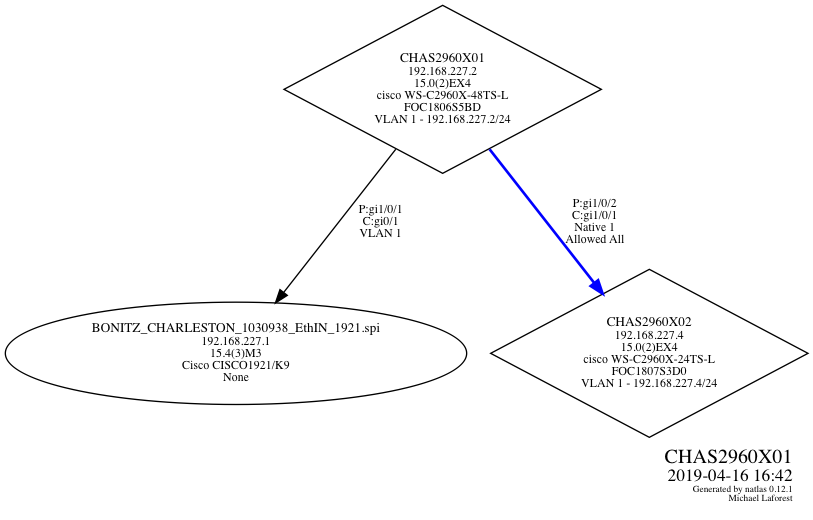 CHAS2960X01
192.168.227.2
15.0(2)EX4
cisco WS-C2960X-48TS-L
FOC1806S5BD
VLAN 1 - 192.168.227.2/24
P:gi1/0/1
C:gi0/1
VLAN 1
P:gi1/0/2
C:gi1/0/1
Native 1
Allowed All
BONITZ_CHARLESTON_1030938_EthIN_1921.spi
192.168.227.1
15.4(3)M3
Cisco CISCO1921/K9
None
CHAS2960X02
192.168.227.4
15.0(2)EX4
cisco WS-C2960X-24TS-L
FOC1807S3D0
VLAN 1 - 192.168.227.4/24
CHAS2960X01
2019-04-16 16:42
Generated by natlas 0.12.1
Michael Laforest